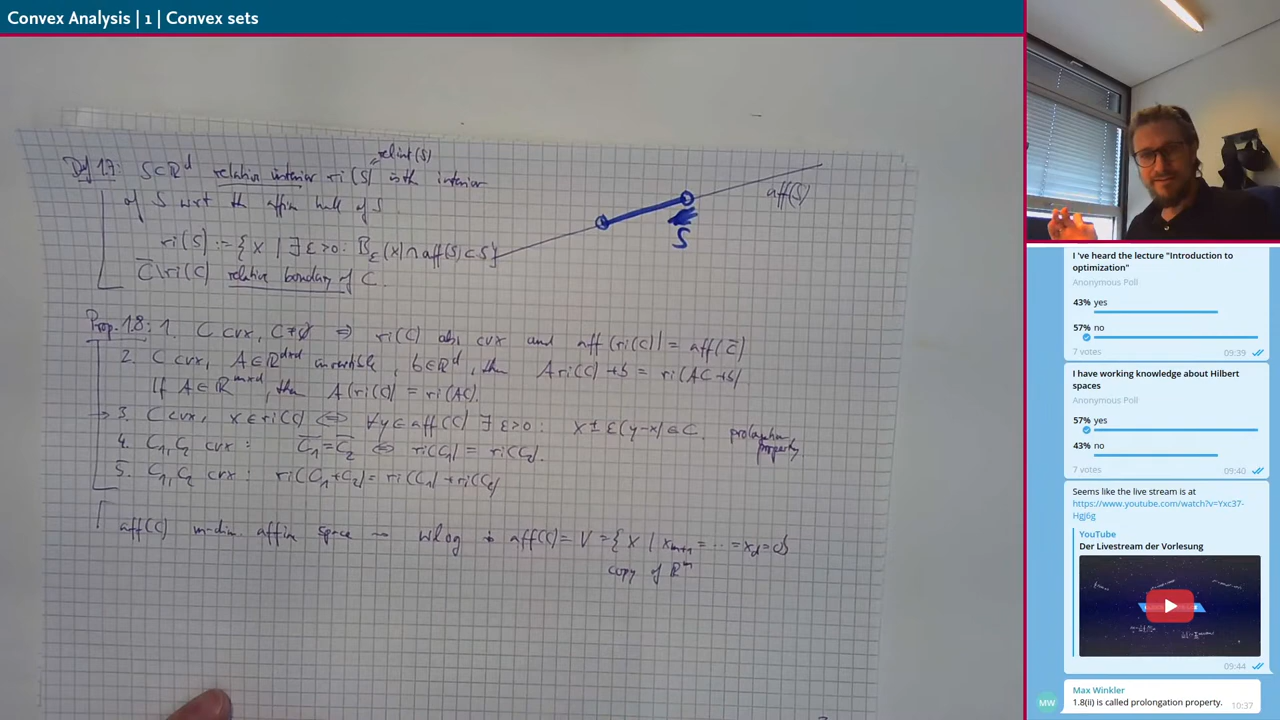 Convex Analysis | 1 | Convex sets
relint(S)
Def 1.7: S⊂ℝᵈ relative interior ri(S) is the interior
of S wrt the affine hull of S
ri(S) := {x | ∃ε>0: B_ε(x)∩aff(S)⊂S}
C̅\ri(C) relative boundary of C.
aff(S)
S
Prop. 1.8: 1. C cvx, C≠∅ ⇒ ri(C) also cvx and aff(ri(C)) = aff(C̅)
2. C cvx, A∈ℝᵈˣᵈ invertible, b∈ℝᵈ, then A ri(C)+b = ri(AC+b)
If A∈ℝᵐˣᵈ, then A(ri(C)) = ri(AC).
→ 3. C cvx, x∈ri(C) ⇔ ∀y∈aff(C) ∃ε>0: x±ε(y-x)∈C. prolongation property
4. C₁,C₂ cvx: C̅₁=C̅₂ ⇔ ri(C₁) = ri(C₂).
5. C₁,C₂ cvx: ri(C₁+C₂) = ri(C₁)+ri(C₂)
aff(C) m-dim. affine space ⇝ wlog aff(C) = V = {x | x_{m+1} = ... = x_d = 0}
copy of ℝᵐ
I 've heard the lecture "Introduction to
optimization"
Anonymous Poll
43% yes
57% no
7 votes 09:39
I have working knowledge about Hilbert
spaces
Anonymous Poll
57% yes
43% no
7 votes 09:40
Seems like the live stream is at
https://www.youtube.com/watch?v=Yxc37-
Hgj6g
YouTube
Der Livestream der Vorlesung
09:44
Max Winkler
MW 1.8(ii) is called prolongation property. 10:37